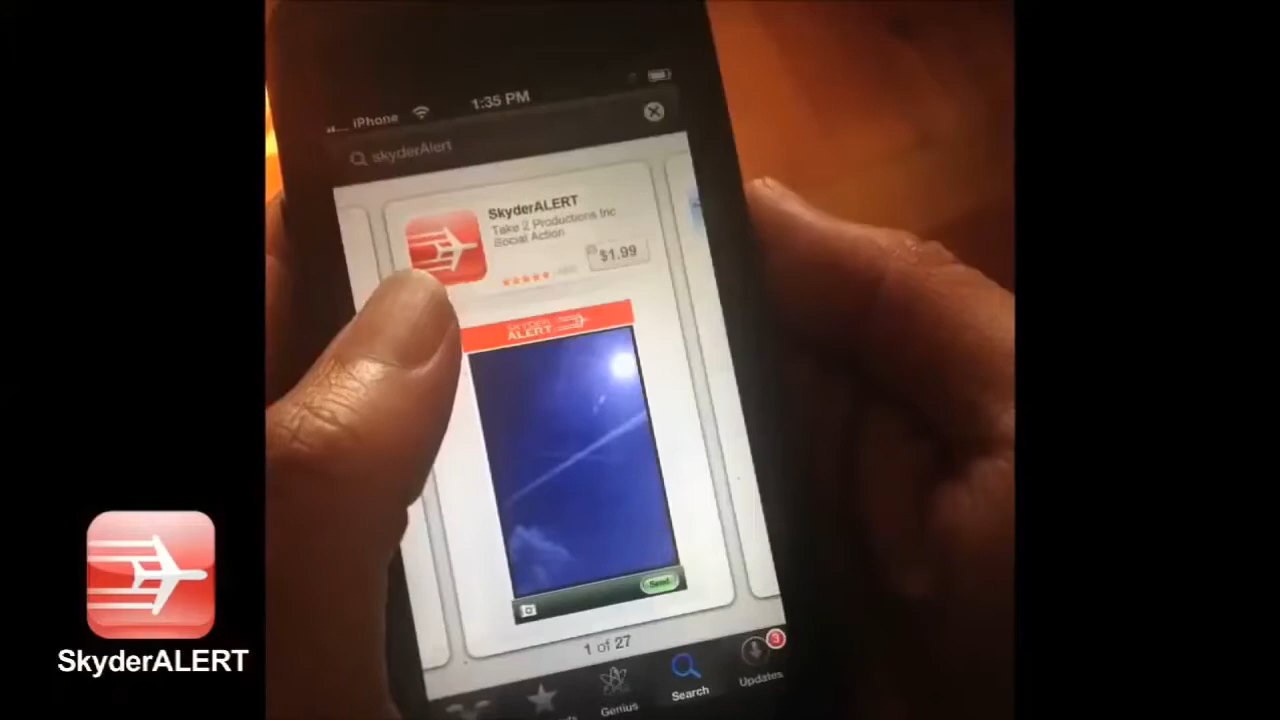 iPhone
1:35 PM
skyderAlert
SkyderALERT
Take 2 Productions Inc
Social Action
$1.99
SKYDER
ALERT
Send
1 of 27
Genius
Search
Updates
3
SkyderALERT